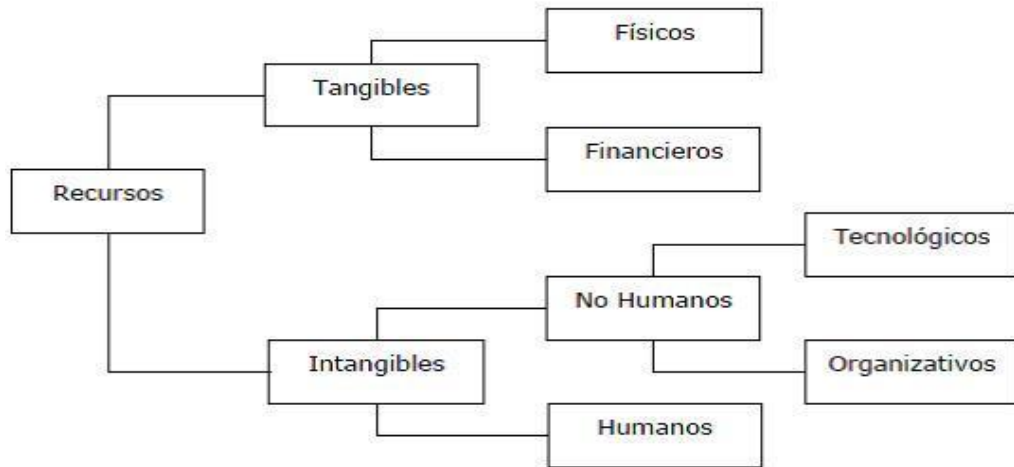 Físicos
Tangibles
Financieros
Recursos
Tecnológicos
No Humanos
Intangibles
Organizativos
Humanos